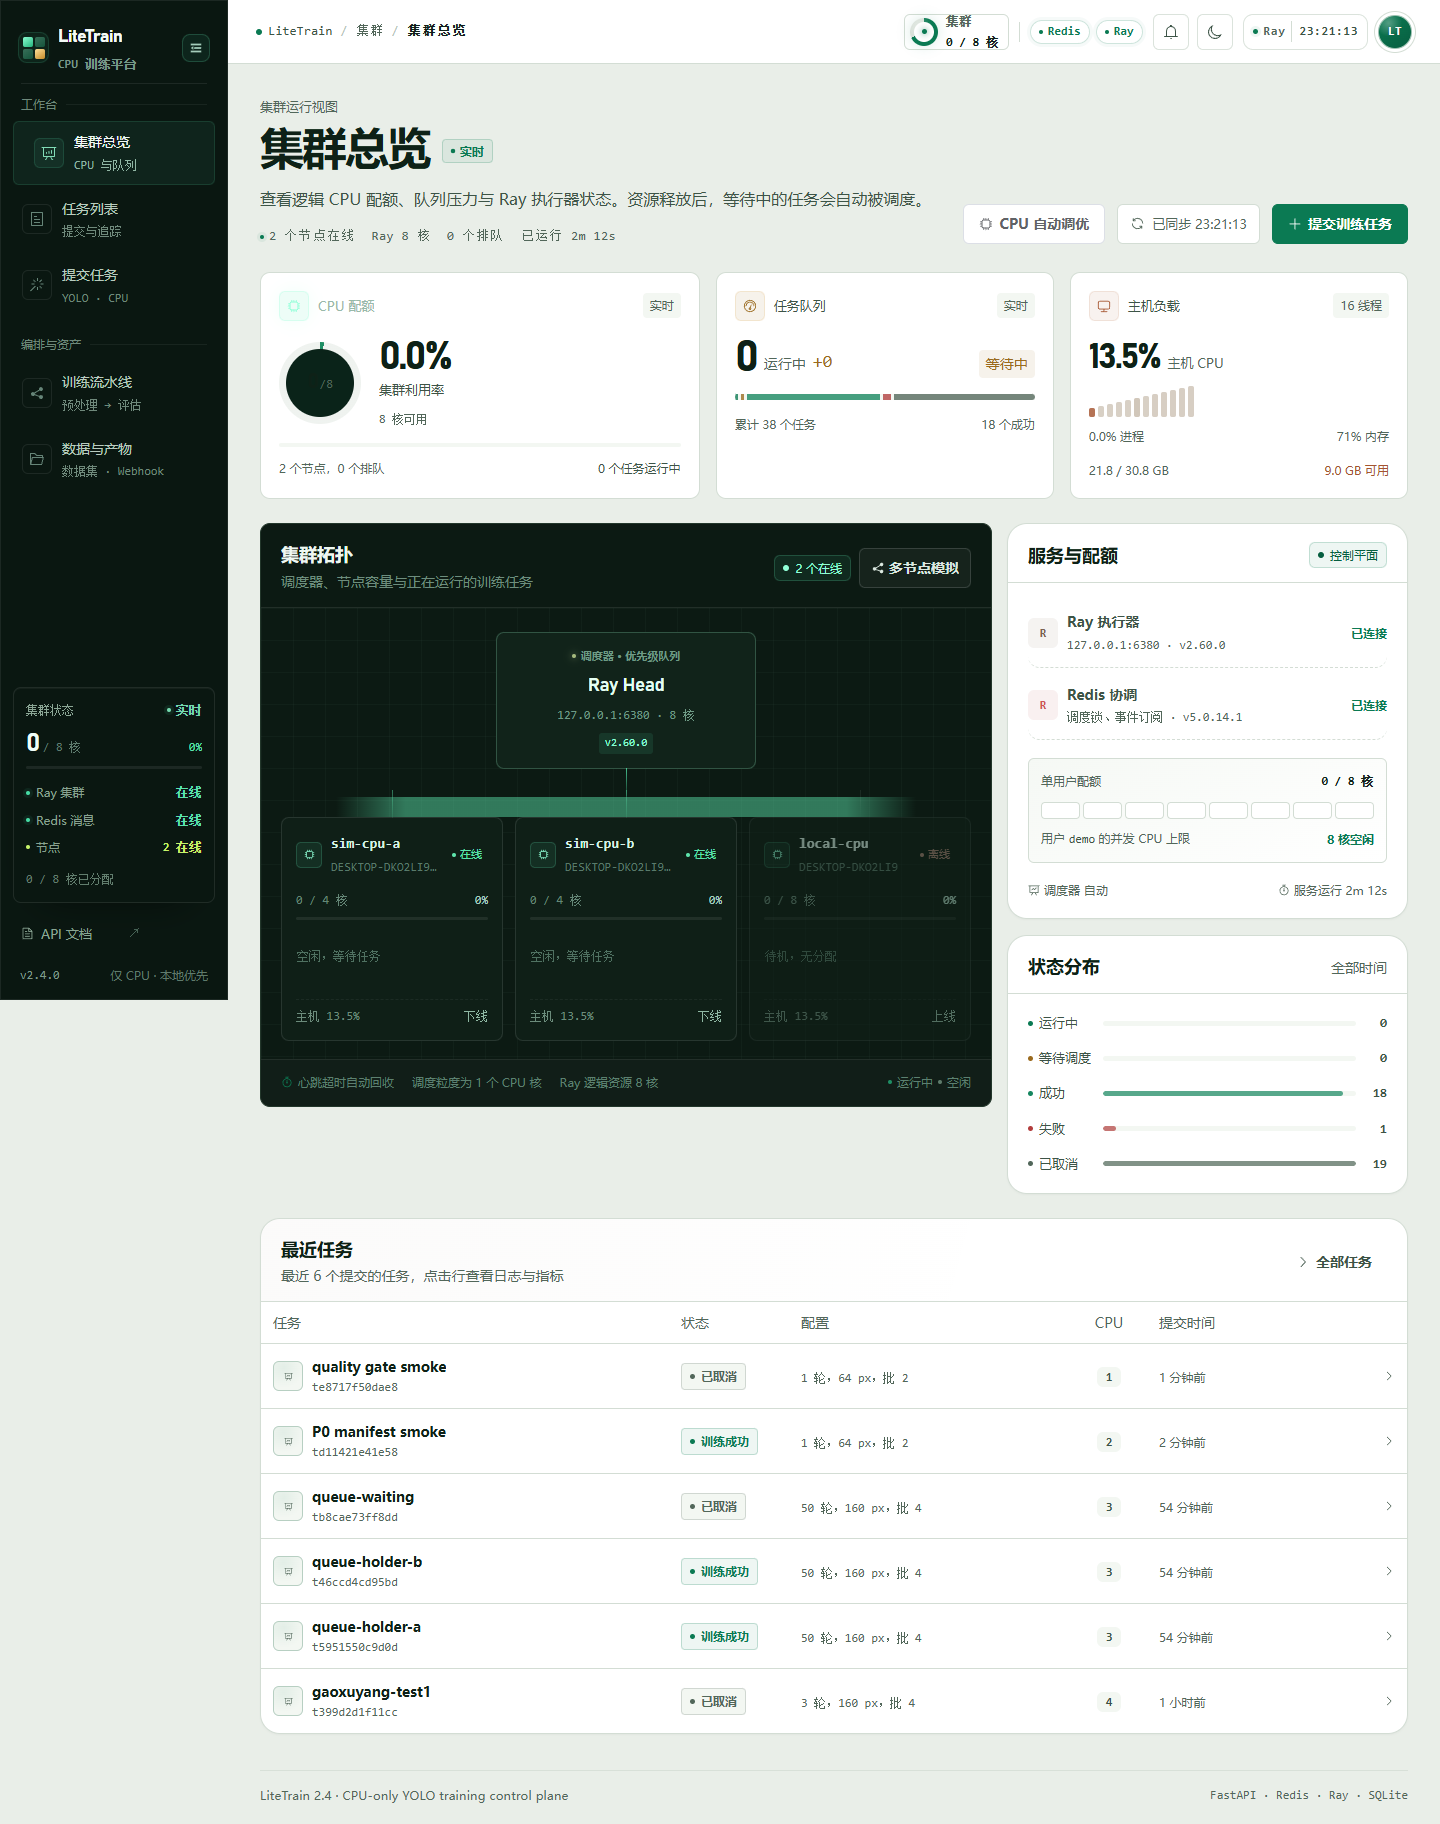 LiteTrain
CPU 训练平台
工作台
集群总览
CPU 与队列
任务列表
提交与追踪
提交任务
YOLO · CPU
编排与资产
训练流水线
预处理 → 评估
数据与产物
数据集 · Webhook
集群状态
实时
0 / 8 核
0%
Ray 集群
在线
Redis 消息
在线
节点
2 在线
0 / 8 核已分配
API 文档
v2.4.0
仅 CPU · 本地优先
LiteTrain / 集群 / 集群总览
集群
0 / 8 核
Redis
Ray
Ray
23:21:13
LT
集群运行视图
集群总览
实时
查看逻辑 CPU 配额、队列压力与 Ray 执行器状态。资源释放后，等待中的任务会自动被调度。
2 个节点在线 Ray 8 核 0 个排队 已运行 2m 12s
CPU 自动调优
已同步 23:21:13
提交训练任务
CPU 配额
实时
/8
0.0%
集群利用率
8 核可用
2 个节点，0 个排队
0 个任务运行中
任务队列
实时
0 运行中 +0
等待中
累计 38 个任务
18 个成功
主机负载
16 线程
13.5% 主机 CPU
0.0% 进程
71% 内存
21.8 / 30.8 GB
9.0 GB 可用
集群拓扑
调度器、节点容量与正在运行的训练任务
2 个在线
多节点模拟
调度器 • 优先级队列
Ray Head
127.0.0.1:6380 · 8 核
v2.60.0
sim-cpu-a
DESKTOP-DKO2LI9…
在线
0 / 4 核
0%
空闲，等待任务
主机 13.5%
下线
sim-cpu-b
DESKTOP-DKO2LI9…
在线
0 / 4 核
0%
空闲，等待任务
主机 13.5%
下线
local-cpu
DESKTOP-DKO2LI9
离线
0 / 8 核
0%
待机，无分配
主机 13.5%
上线
心跳超时自动回收 调度粒度为 1 个 CPU 核 Ray 逻辑资源 8 核
运行中 空闲
服务与配额
控制平面
R
Ray 执行器
127.0.0.1:6380 · v2.60.0
已连接
R
Redis 协调
调度锁、事件订阅 · v5.0.14.1
已连接
单用户配额
0 / 8 核
用户 demo 的并发 CPU 上限
8 核空闲
调度器 自动
服务运行 2m 12s
状态分布
全部时间
运行中 0
等待调度 0
成功 18
失败 1
已取消 19
最近任务
最近 6 个提交的任务，点击行查看日志与指标
全部任务
任务 状态 配置 CPU 提交时间
quality gate smoke
te8717f50dae8
已取消
1 轮，64 px，批 2
1
1 分钟前
P0 manifest smoke
td11421e41e58
训练成功
1 轮，64 px，批 2
2
2 分钟前
queue-waiting
tb8cae73ff8dd
已取消
50 轮，160 px，批 4
3
54 分钟前
queue-holder-b
t46ccd4cd95bd
训练成功
50 轮，160 px，批 4
3
54 分钟前
queue-holder-a
t5951550c9d0d
训练成功
50 轮，160 px，批 4
3
54 分钟前
gaoxuyang-test1
t399d2d1f11cc
已取消
3 轮，160 px，批 4
4
1 小时前
LiteTrain 2.4 · CPU-only YOLO training control plane
FastAPI · Redis · Ray · SQLite